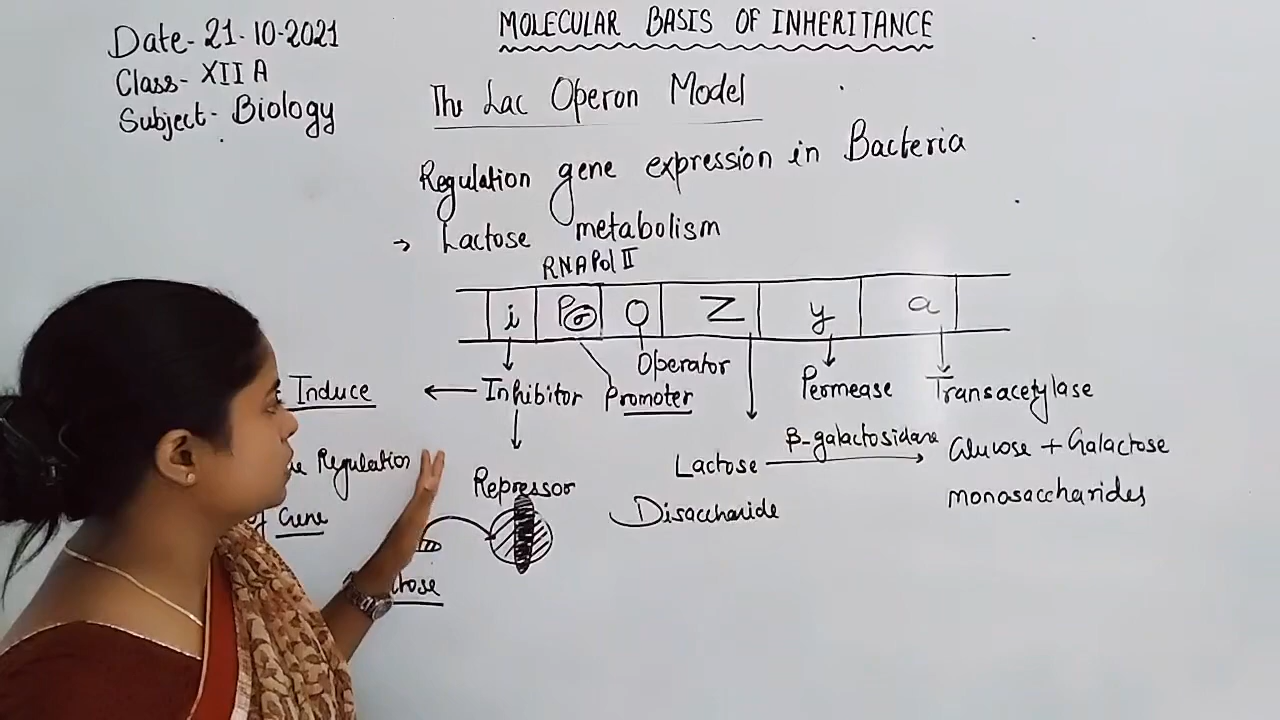 Date- 21-10-2021
Class- XII A
Subject- Biology
MOLECULAR BASIS OF INHERITANCE
The Lac Operon Model
Regulation gene expression in Bacteria
→ Lactose metabolism
RNA Pol II
i P σ O Z y a
Operator
Induce ← Inhibitor Promoter Permease Transacetylase
Lactose β-galactosidase Glucose + Galactose
Regulation
Repressor Disaccharide monosaccharides
of Gene